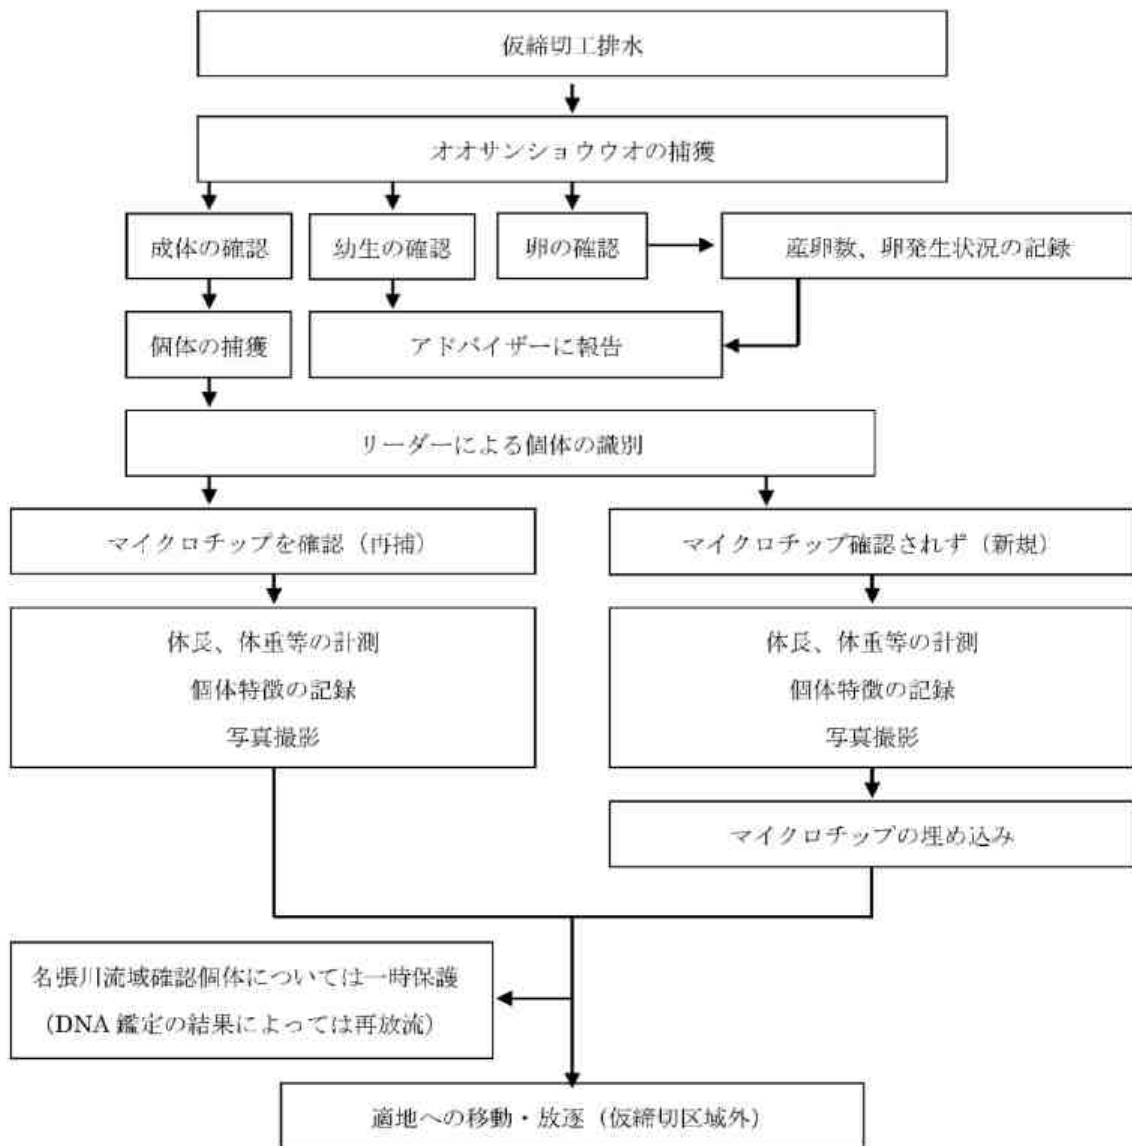 仮締切工排水
オオサンショウウオの捕獲
成体の確認
幼生の確認
卵の確認
産卵数、卵発生状況の記録
個体の捕獲
アドバイザーに報告
リーダーによる個体の識別
マイクロチップを確認（再捕）
マイクロチップ確認されず（新規）
体長、体重等の計測
個体特徴の記録
写真撮影
体長、体重等の計測
個体特徴の記録
写真撮影
マイクロチップの埋め込み
名張川流域確認個体については一時保護
（DNA 鑑定の結果によっては再放流）
適地への移動・放逐（仮締切区域外）